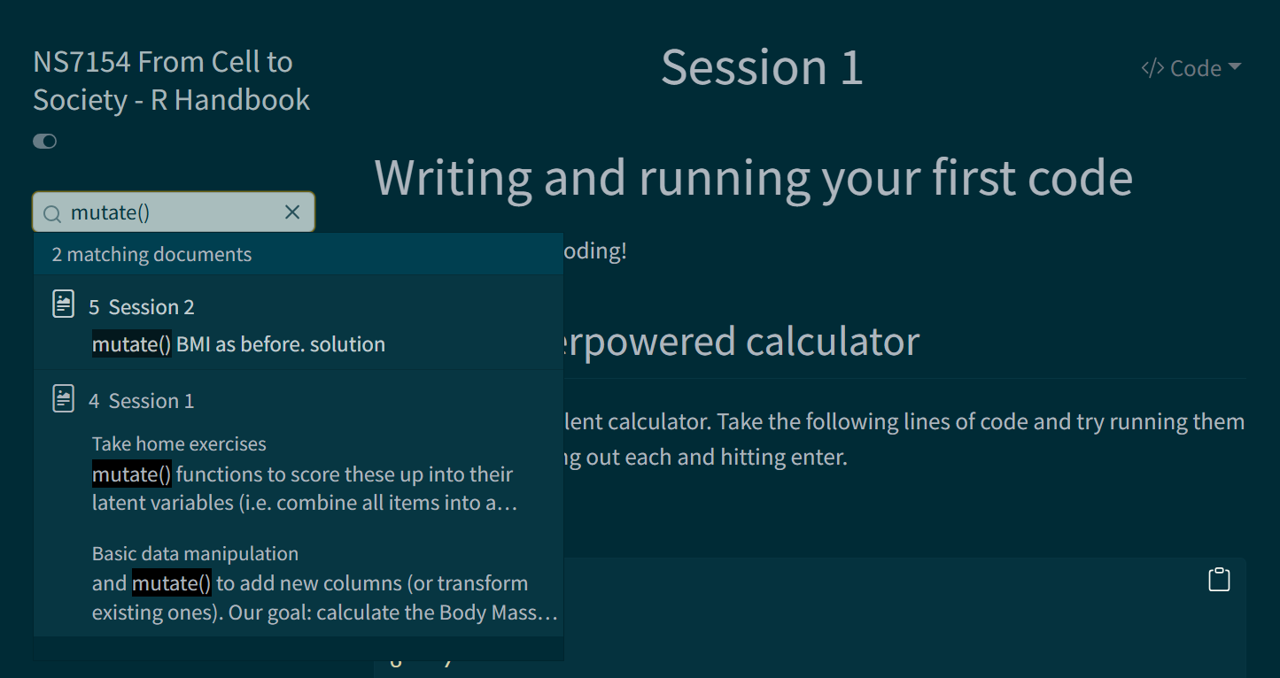 NS7154 From Cell to
Society - R Handbook
mutate()
2 matching documents
5 Session 2
mutate() BMI as before. solution
4 Session 1
Take home exercises
mutate() functions to score these up into their
latent variables (i.e. combine all items into a…
Basic data manipulation
and mutate() to add new columns (or transform
existing ones). Our goal: calculate the Body Mass…
Session 1
</> Code
Writing and running your first code
oding!
erpowered calculator
lent calculator. Take the following lines of code and try running them
ng out each and hitting enter.